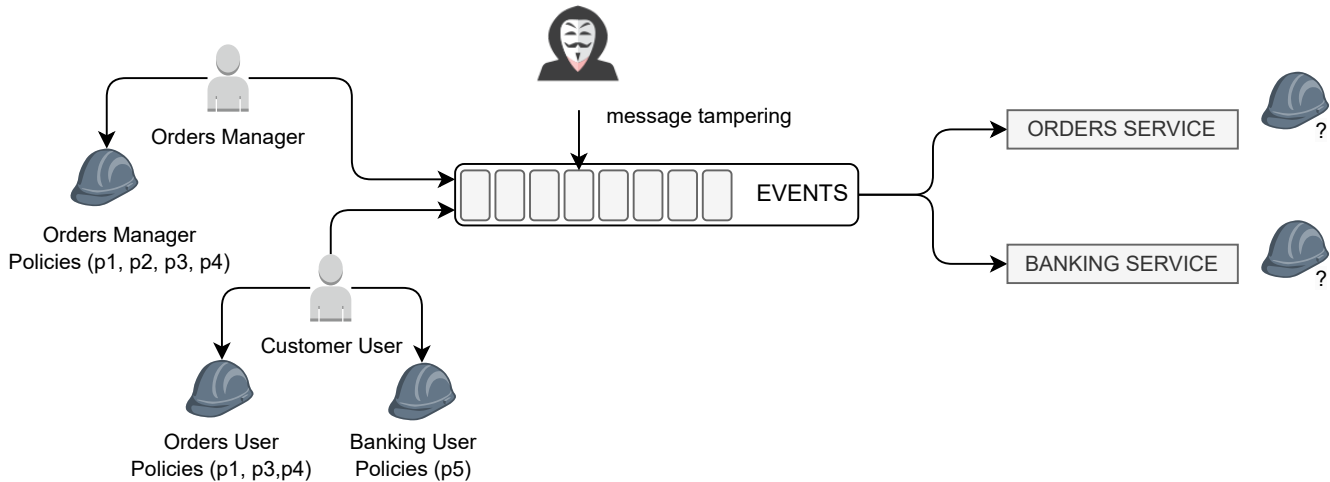 message tampering
Orders Manager
ORDERS SERVICE
?
EVENTS
Orders Manager
Policies (p1, p2, p3, p4)
BANKING SERVICE
?
Customer User
Orders User
Policies (p1, p3,p4)
Banking User
Policies (p5)